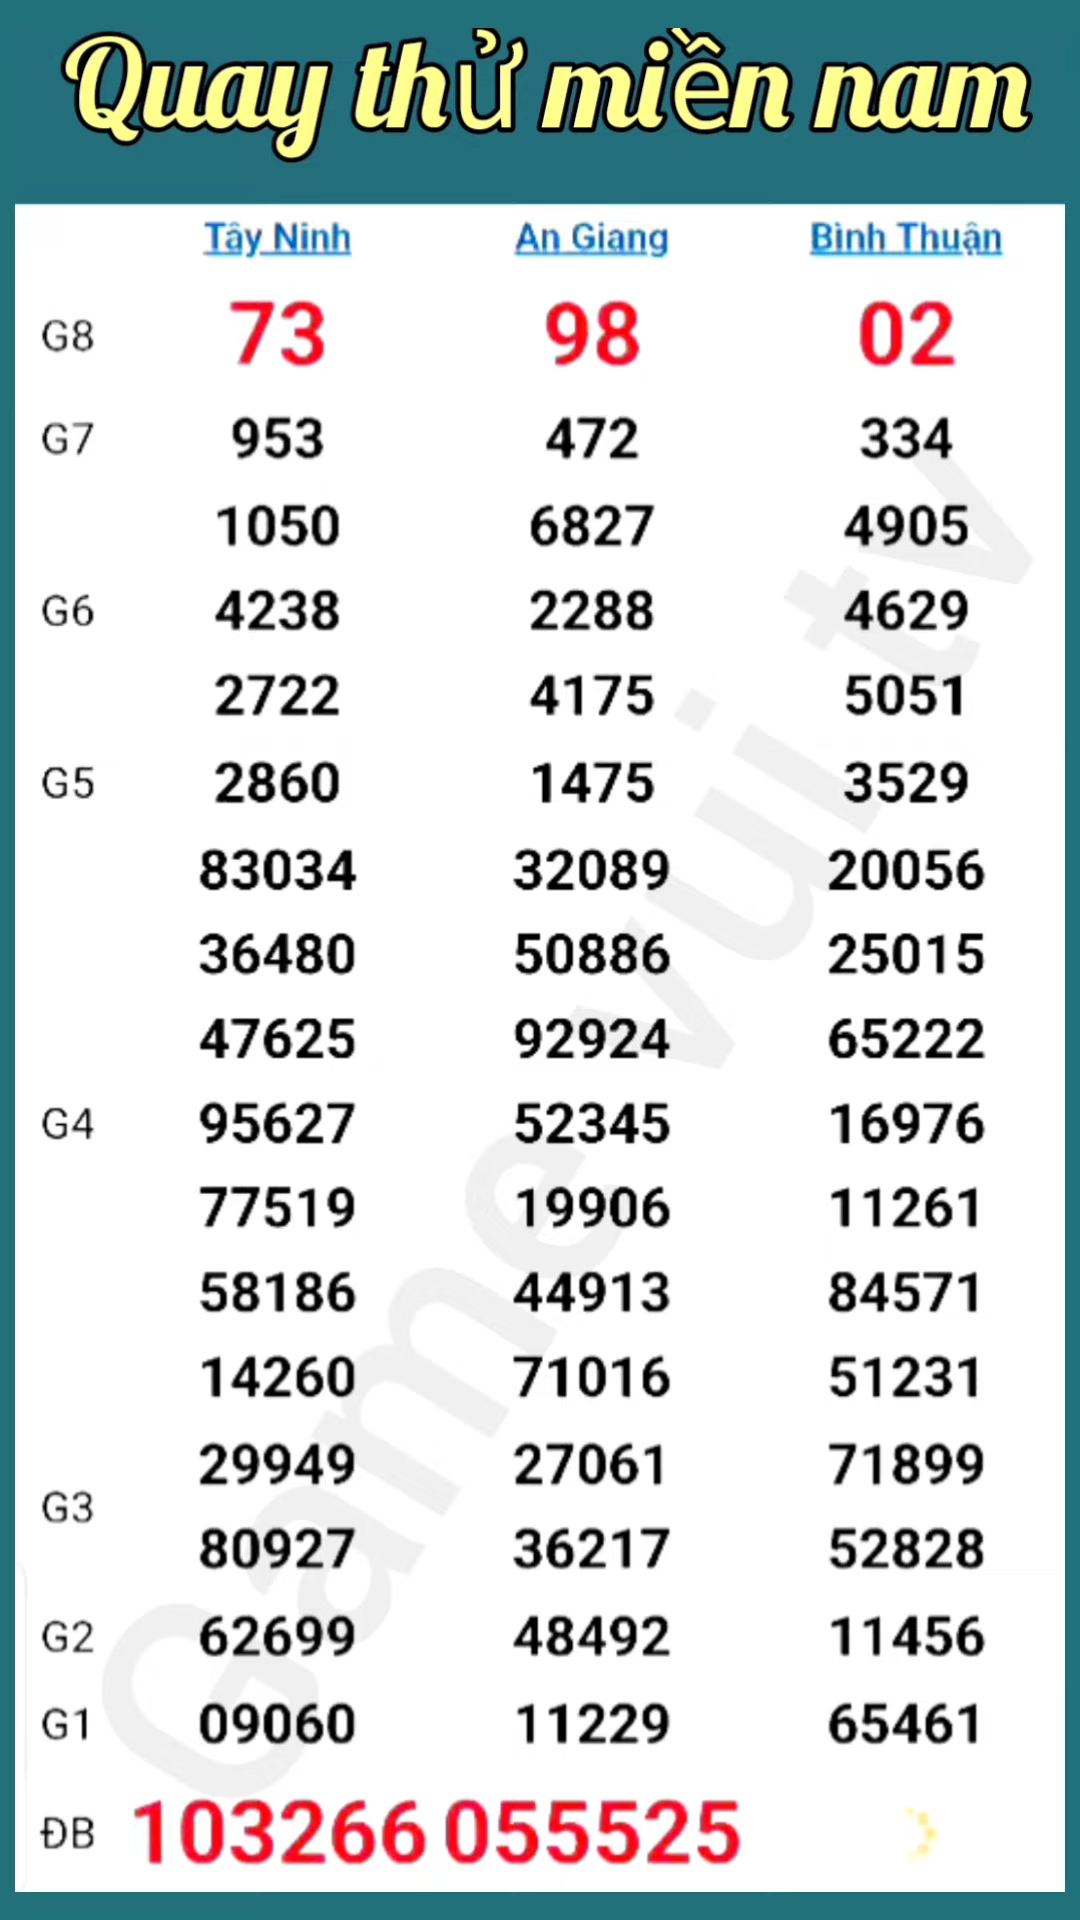 Quay thử miền nam
Tây Ninh An Giang Bình Thuận
G8 73 98 02
G7 953 472 334
1050 6827 4905
G6 4238 2288 4629
2722 4175 5051
G5 2860 1475 3529
83034 32089 20056
36480 50886 25015
47625 92924 65222
G4 95627 52345 16976
77519 19906 11261
58186 44913 84571
14260 71016 51231
G3
29949 27061 71899
80927 36217 52828
G2 62699 48492 11456
G1 09060 11229 65461
ĐB 103266 055525
Game vui tv